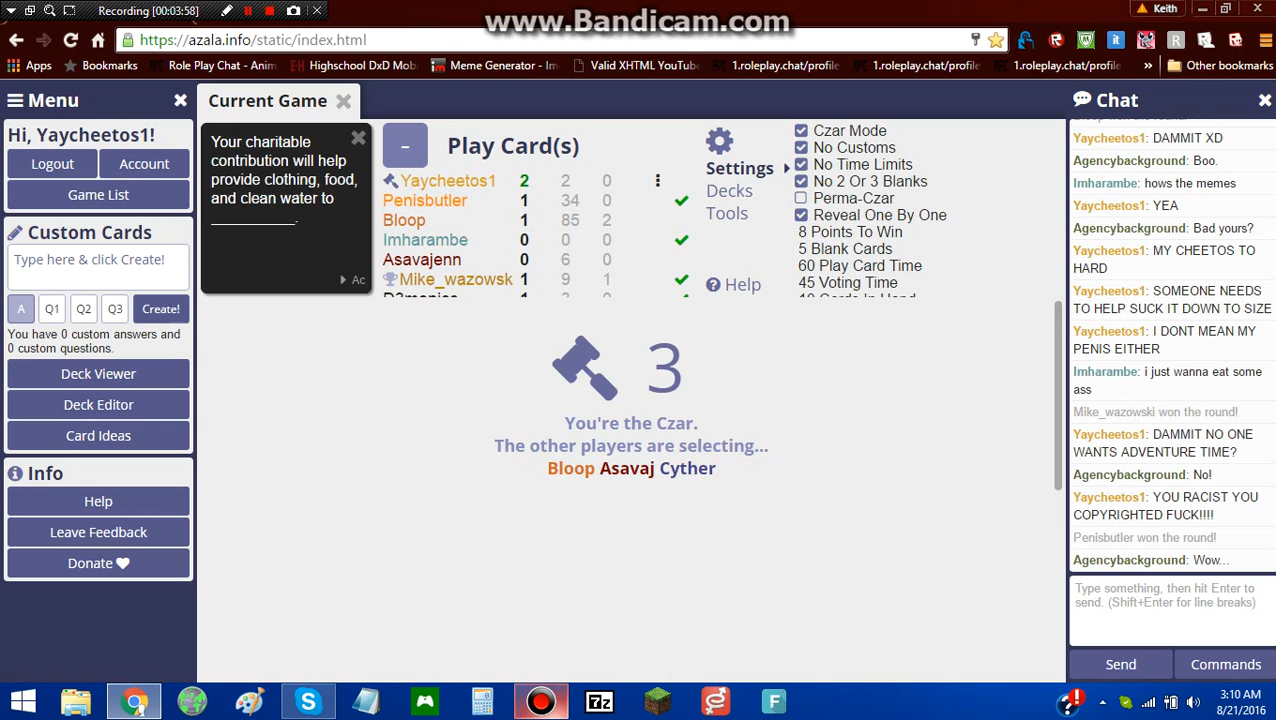 Recording [00:03:58]
www.Bandicam.com
Keith
https://azala.info/static/index.html
Apps
Bookmarks
Role Play Chat - Anim
Highschool DxD Mob
Meme Generator - Im
Valid XHTML YouTube
1.roleplay.chat/profile
1.roleplay.chat/profile
1.roleplay.chat/profile
»
Other bookmarks
Menu
Hi, Yaycheetos1!
Logout
Account
Game List
Custom Cards
Type here & click Create!
A
Q1
Q2
Q3
Create!
You have 0 custom answers and
0 custom questions.
Deck Viewer
Deck Editor
Card Ideas
Info
Help
Leave Feedback
Donate
Current Game
Your charitable
contribution will help
provide clothing, food,
and clean water to
____________.
Ac
–
Play Card(s)
Yaycheetos1 2 2 0
Penisbutler 1 34 0
Bloop 1 85 2
Imharambe 0 0 0
Asavajenn 0 6 0
Mike_wazowsk 1 9 1
Settings
Decks
Tools
Help
Czar Mode
No Customs
No Time Limits
No 2 Or 3 Blanks
Perma-Czar
Reveal One By One
8 Points To Win
5 Blank Cards
60 Play Card Time
45 Voting Time
10 Cards In Hand
3
You're the Czar.
The other players are selecting...
Bloop Asavaj Cyther
Chat
Bloop won the round!
Yaycheetos1: DAMMIT XD
Agencybackground: Boo.
Imharambe: hows the memes
Yaycheetos1: YEA
Agencybackground: Bad yours?
Yaycheetos1: MY CHEETOS TO
HARD
Yaycheetos1: SOMEONE NEEDS
TO HELP SUCK IT DOWN TO SIZE
Yaycheetos1: I DONT MEAN MY
PENIS EITHER
Imharambe: i just wanna eat some
ass
Mike_wazowski won the round!
Yaycheetos1: DAMMIT NO ONE
WANTS ADVENTURE TIME?
Agencybackground: No!
Yaycheetos1: YOU RACIST YOU
COPYRIGHTED FUCK!!!!
Penisbutler won the round!
Agencybackground: Wow...
Type something, then hit Enter to
send. (Shift+Enter for line breaks)
Send
Commands
7z
F
3:10 AM
8/21/2016